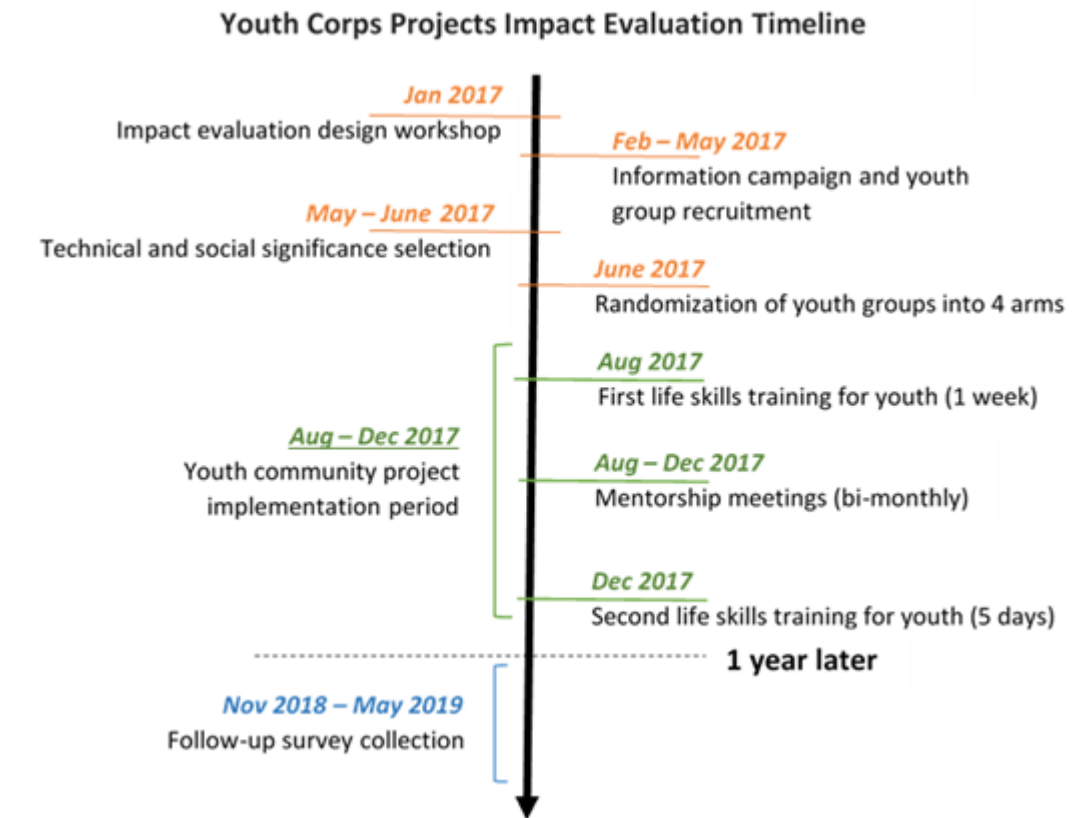 Youth Corps Projects Impact Evaluation Timeline
Jan 2017
Impact evaluation design workshop
Feb – May 2017
Information campaign and youth
group recruitment
May – June 2017
Technical and social significance selection
June 2017
Randomization of youth groups into 4 arms
Aug 2017
First life skills training for youth (1 week)
Aug – Dec 2017
Youth community project
implementation period
Aug – Dec 2017
Mentorship meetings (bi-monthly)
Dec 2017
Second life skills training for youth (5 days)
1 year later
Nov 2018 – May 2019
Follow-up survey collection